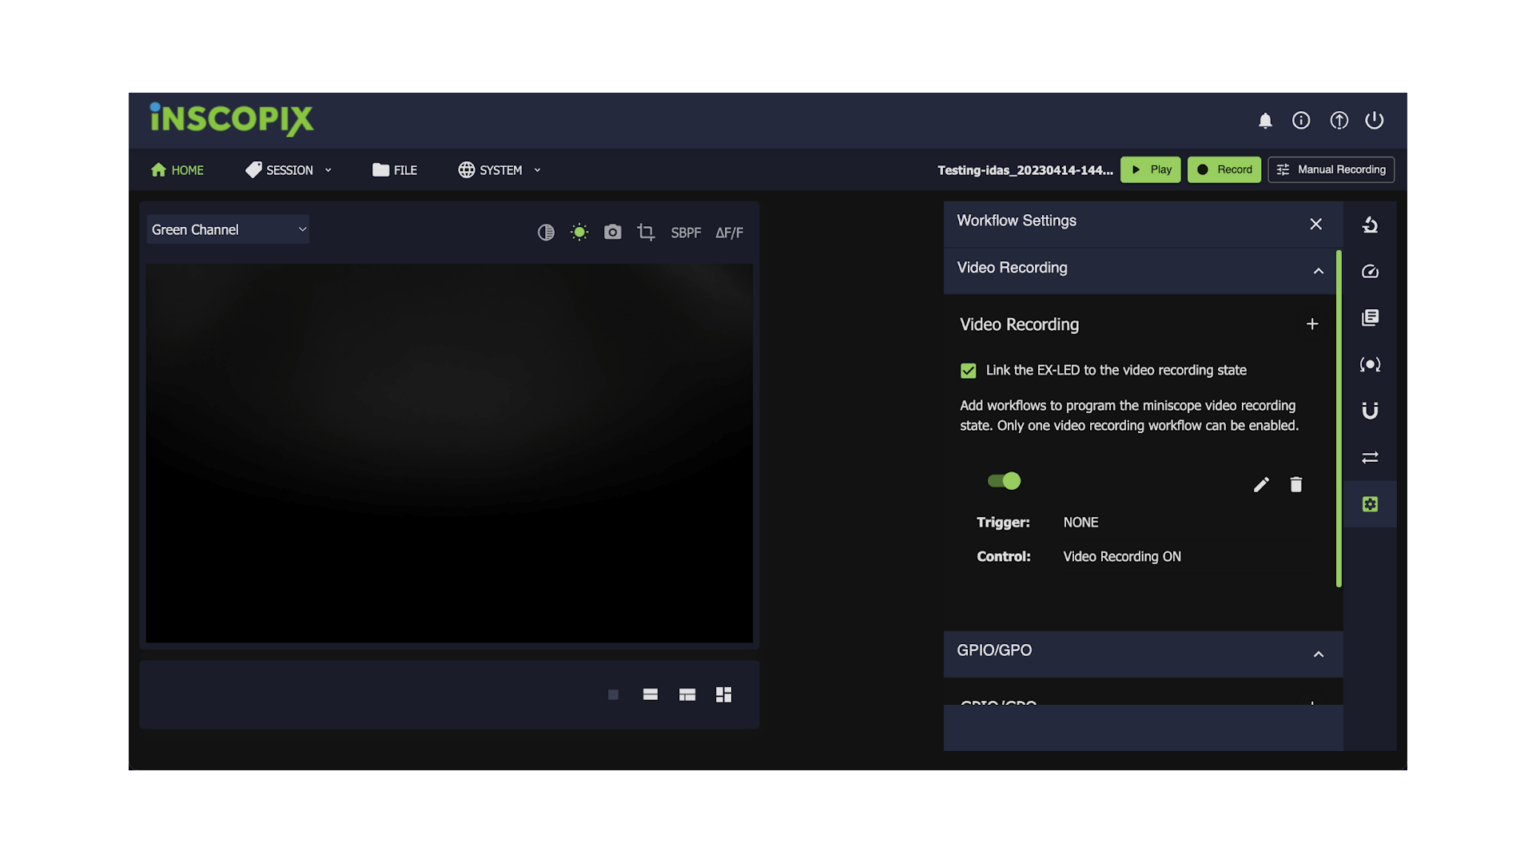 iNSCOPIX
HOME SESSION FILE SYSTEM Testing-idas_20230414-144... Play Record Manual Recording
Green Channel SBPF ΔF/F
Workflow Settings
Video Recording
Video Recording
Link the EX-LED to the video recording state
Add workflows to program the miniscope video recording
state. Only one video recording workflow can be enabled.
Trigger: NONE
Control: Video Recording ON
GPIO/GPO
GPIO/GPO